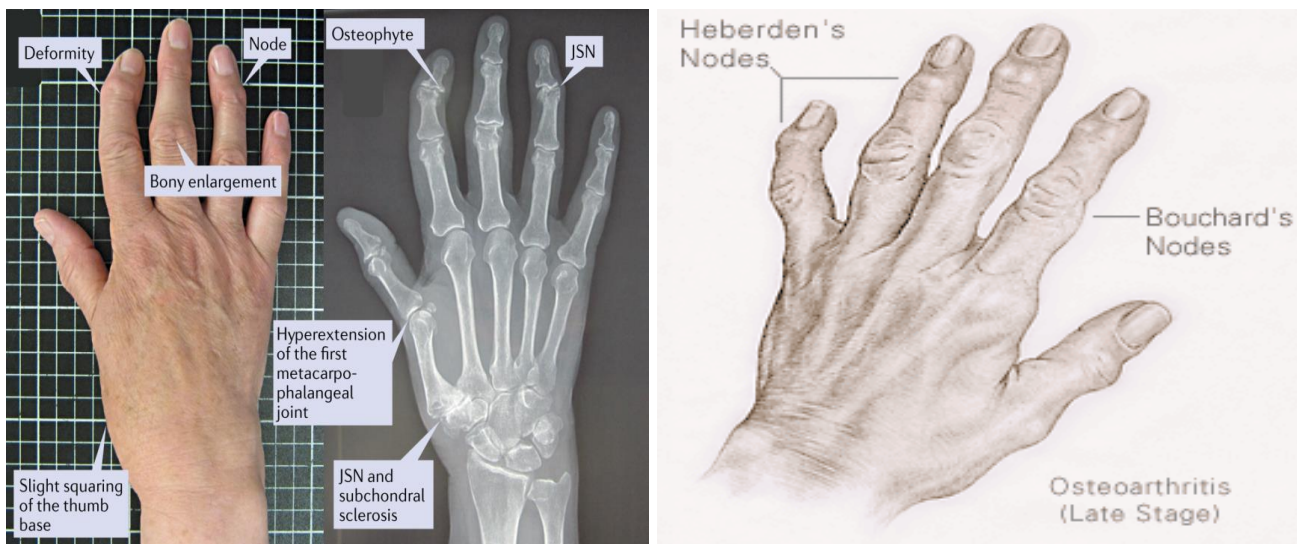 Deformity
Node
Bony enlargement
Slight squaring
of the thumb
base
Osteophyte
JSN
Hyperextension
of the first
metacarpo-
phalangeal
joint
JSN and
subchondral
sclerosis
Heberden's
Nodes
Bouchard's
Nodes
Osteoarthritis
(Late Stage)